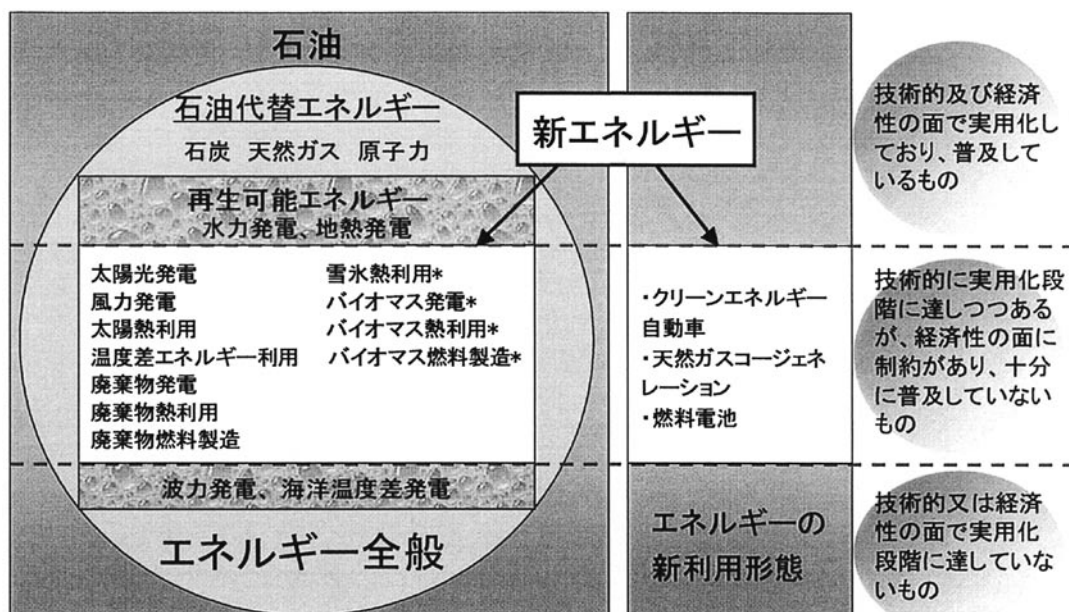 石油
石油代替エネルギー
石炭 天然ガス 原子力
再生可能エネルギー
水力発電、地熱発電
太陽光発電
風力発電
太陽熱利用
温度差エネルギー利用
廃棄物発電
廃棄物熱利用
廃棄物燃料製造
雪氷熱利用*
バイオマス発電*
バイオマス熱利用*
バイオマス燃料製造*
波力発電、海洋温度差発電
エネルギー全般
新エネルギー
・クリーンエネルギー
自動車
・天然ガスコージェネ
レーション
・燃料電池
エネルギーの
新利用形態
技術的及び経済
性の面で実用化し
ており、普及して
いるもの
技術的に実用化段
階に達しつつある
が、経済性の面に
制約があり、十分
に普及していない
もの
技術的又は経済
性の面で実用化
段階に達していな
いもの